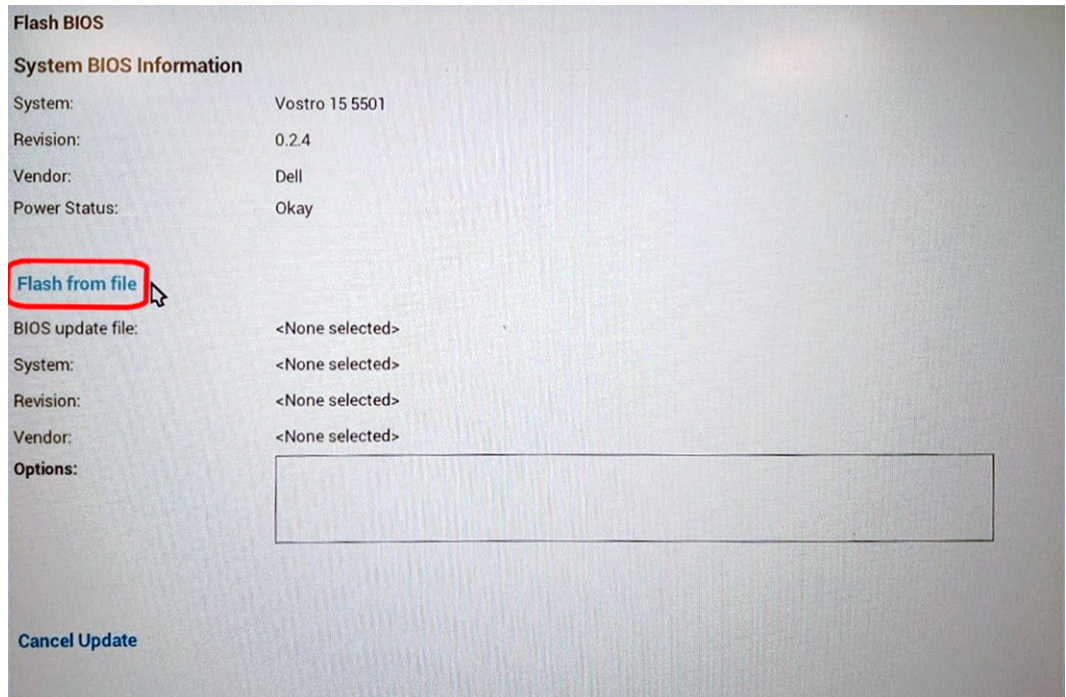 Flash BIOS
System BIOS Information
System: Vostro 15 5501
Revision: 0.2.4
Vendor: Dell
Power Status: Okay
Flash from file
BIOS update file: <None selected>
System: <None selected>
Revision: <None selected>
Vendor: <None selected>
Options:
Cancel Update